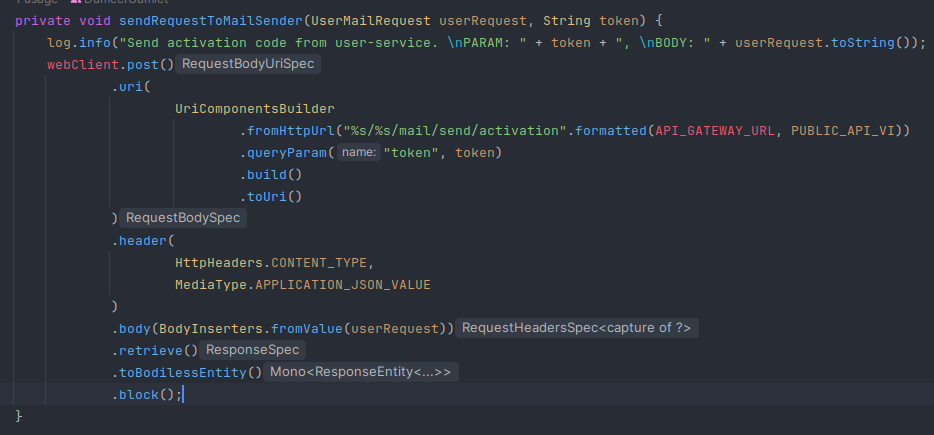 private void sendRequestToMailSender(UserMailRequest userRequest, String token) {
log.info("Send activation code from user-service. \nPARAM: " + token + ", \nBODY: " + userRequest.toString());
webClient.post() RequestBodyUriSpec
.uri(
UriComponentsBuilder
.fromHttpUrl("%s/%s/mail/send/activation".formatted(API_GATEWAY_URL, PUBLIC_API_VI))
.queryParam( name: "token", token)
.build()
.toUri()
) RequestBodySpec
.header(
HttpHeaders.CONTENT_TYPE,
MediaType.APPLICATION_JSON_VALUE
)
.body(BodyInserters.fromValue(userRequest)) RequestHeadersSpec<capture of ?>
.retrieve() ResponseSpec
.toBodilessEntity() Mono<ResponseEntity<...>>
.block();
}